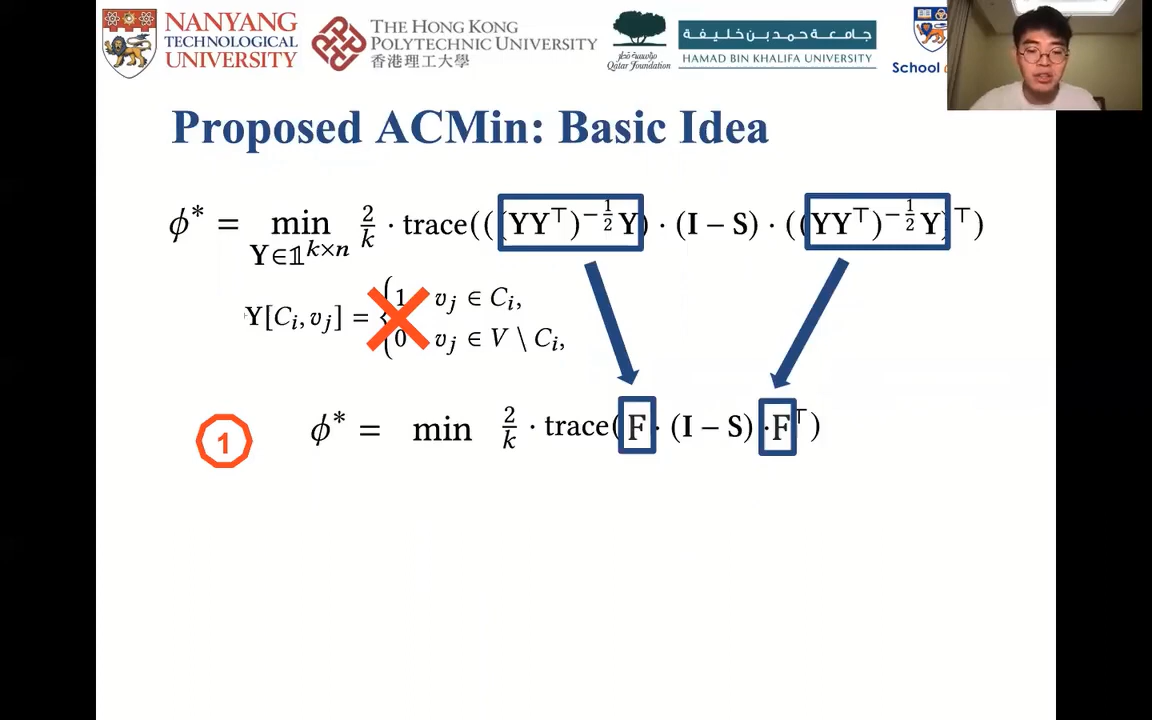 NANYANG TECHNOLOGICAL UNIVERSITY
THE HONG KONG POLYTECHNIC UNIVERSITY
香港理工大學
Qatar Foundation
جامعة حمد بن خليفة
HAMAD BIN KHALIFA UNIVERSITY
School
Proposed ACMin: Basic Idea
ϕ* = min_{Y∈𝟙^{k×n}} 2/k · trace(((YY⊤)^{−1/2}Y) · (I − S) · ((YY⊤)^{−1/2}Y)⊤)
Y[C_i, v_j] = { 1 v_j ∈ C_i,
0 v_j ∈ V \ C_i,
1
ϕ* = min 2/k · trace(F · (I − S) · F⊤)